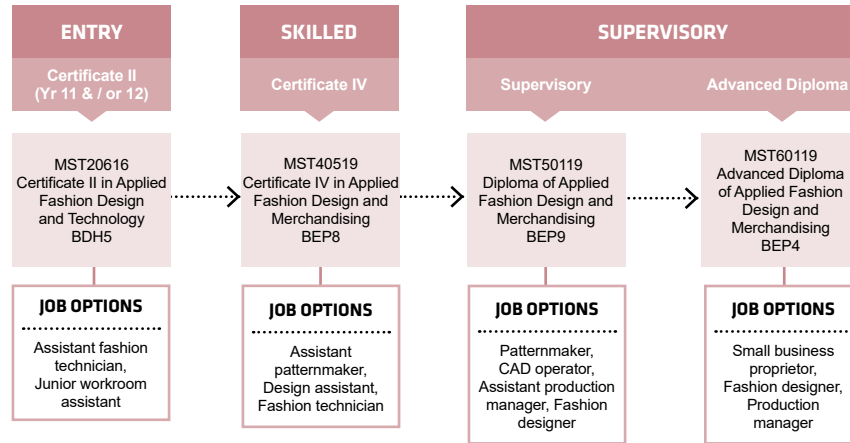 ENTRY
Certificate II
(Yr 11 & / or 12)
MST20616
Certificate II in Applied
Fashion Design
and Technology
BDH5
JOB OPTIONS
Assistant fashion
technician,
Junior workroom
assistant
SKILLED
Certificate IV
MST40519
Certificate IV in Applied
Fashion Design and
Merchandising
BEP8
JOB OPTIONS
Assistant
patternmaker,
Design assistant,
Fashion technician
SUPERVISORY
Supervisory
MST50119
Diploma of Applied
Fashion Design and
Merchandising
BEP9
JOB OPTIONS
Patternmaker,
CAD operator,
Assistant production
manager, Fashion
designer
Advanced Diploma
MST60119
Advanced Diploma
of Applied Fashion
Design and
Merchandising
BEP4
JOB OPTIONS
Small business
proprietor,
Fashion designer,
Production
manager